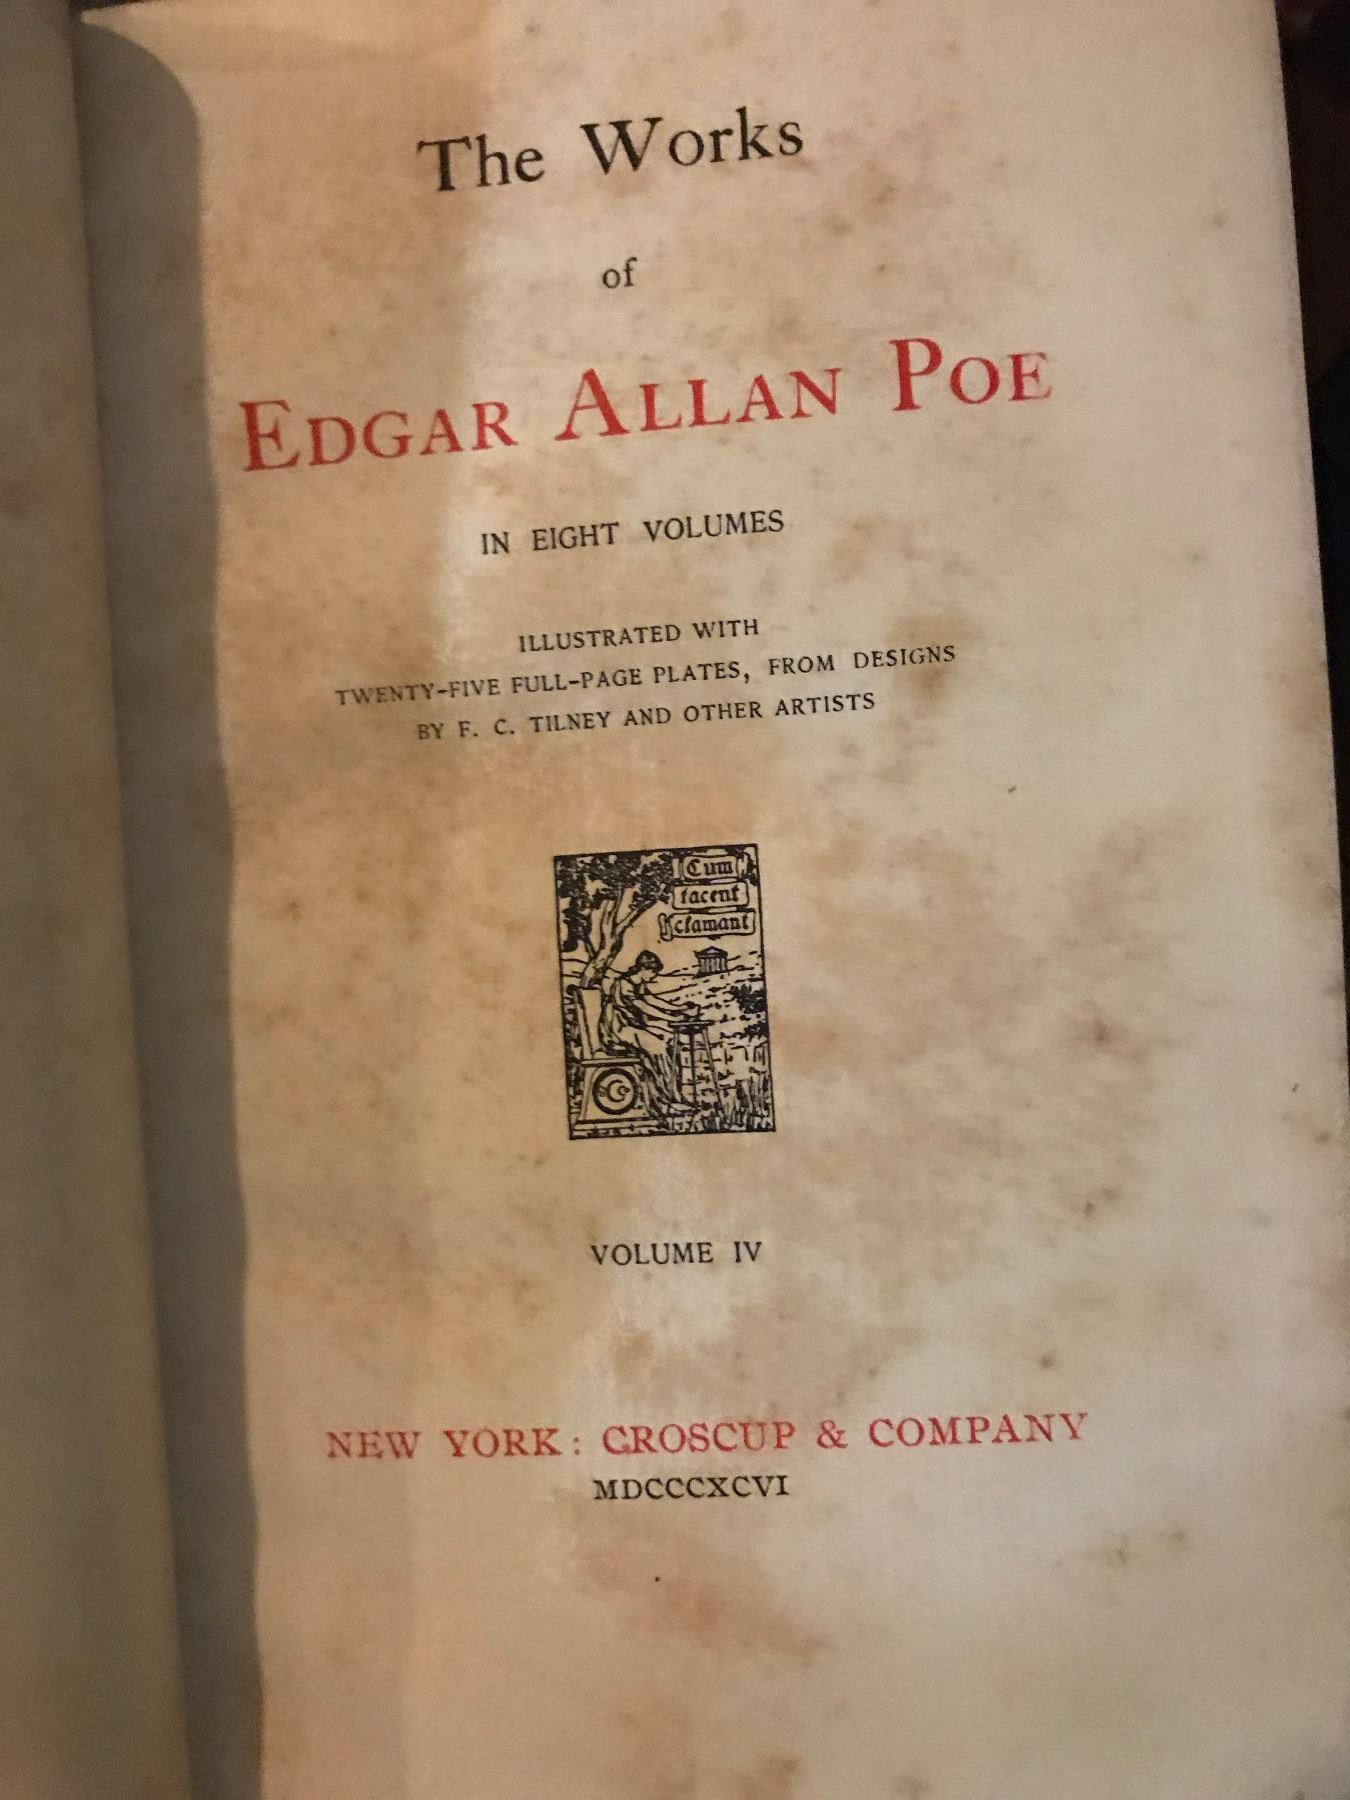 The Works
of
EDGAR ALLAN POE
IN EIGHT VOLUMES
ILLUSTRATED WITH
TWENTY-FIVE FULL-PAGE PLATES, FROM DESIGNS
BY F. C. TILNEY AND OTHER ARTISTS
Cum
tacent
clamant
VOLUME IV
NEW YORK: CROSCUP & COMPANY
MDCCCXCVI